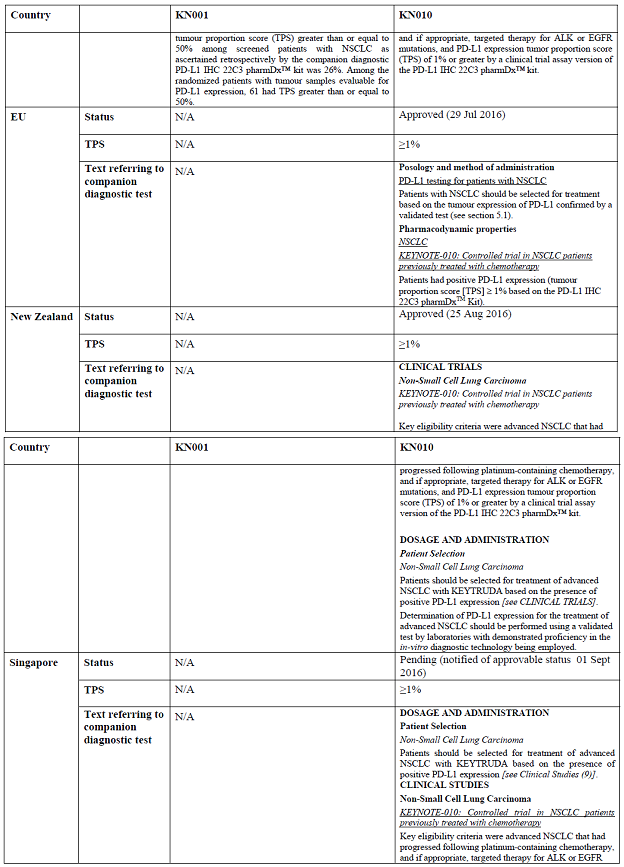 Country KN001 KN010
tumour proportion score (TPS) greater than or equal to
50% among screened patients with NSCLC as
ascertained retrospectively by the companion diagnostic
PD-L1 IHC 22C3 pharmDx™ kit was 26%. Among the
randomized patients with tumour samples evaluable for
PD-L1 expression, 61 had TPS greater than or equal to
50%.
and if appropriate, targeted therapy for ALK or EGFR
mutations, and PD-L1 expression tumor proportion score
(TPS) of 1% or greater by a clinical trial assay version of
the PD-L1 IHC 22C3 pharmDx™ kit.
EU Status N/A Approved (29 Jul 2016)
TPS N/A ≥1%
Text referring to
companion
diagnostic test
N/A
Posology and method of administration
PD-L1 testing for patients with NSCLC
Patients with NSCLC should be selected for treatment
based on the tumour expression of PD-L1 confirmed by a
validated test (see section 5.1).
Pharmacodynamic properties
NSCLC
KEYNOTE-010: Controlled trial in NSCLC patients
previously treated with chemotherapy
Patients had positive PD-L1 expression (tumour
proportion score [TPS] ≥ 1% based on the PD-L1 IHC
22C3 pharmDx™ Kit).
New Zealand Status N/A Approved (25 Aug 2016)
TPS N/A ≥1%
Text referring to
companion
diagnostic test
N/A
CLINICAL TRIALS
Non-Small Cell Lung Carcinoma
KEYNOTE-010: Controlled trial in NSCLC patients
previously treated with chemotherapy
Key eligibility criteria were advanced NSCLC that had
Country KN001 KN010
progressed following platinum-containing chemotherapy,
and if appropriate, targeted therapy for ALK or EGFR
mutations, and PD-L1 expression tumour proportion
score (TPS) of 1% or greater by a clinical trial assay
version of the PD-L1 IHC 22C3 pharmDx™ kit.
DOSAGE AND ADMINISTRATION
Patient Selection
Non-Small Cell Lung Carcinoma
Patients should be selected for treatment of advanced
NSCLC with KEYTRUDA based on the presence of
positive PD-L1 expression [see CLINICAL TRIALS].
Determination of PD-L1 expression for the treatment of
advanced NSCLC should be performed using a validated
test by laboratories with demonstrated proficiency in the
in-vitro diagnostic technology being employed.
Singapore Status N/A Pending (notified of approvable status 01 Sept
2016)
TPS N/A ≥1%
Text referring to
companion
diagnostic test
N/A
DOSAGE AND ADMINISTRATION
Patient Selection
Non-Small Cell Lung Carcinoma
Patients should be selected for treatment of advanced
NSCLC with KEYTRUDA based on the presence of
positive PD-L1 expression [see Clinical Studies (9)].
CLINICAL STUDIES
Non-Small Cell Lung Carcinoma
KEYNOTE-010: Controlled trial in NSCLC patients
previously treated with chemotherapy
Key eligibility criteria were advanced NSCLC that had
progressed following platinum-containing chemotherapy,
and if appropriate, targeted therapy for ALK or EGFR